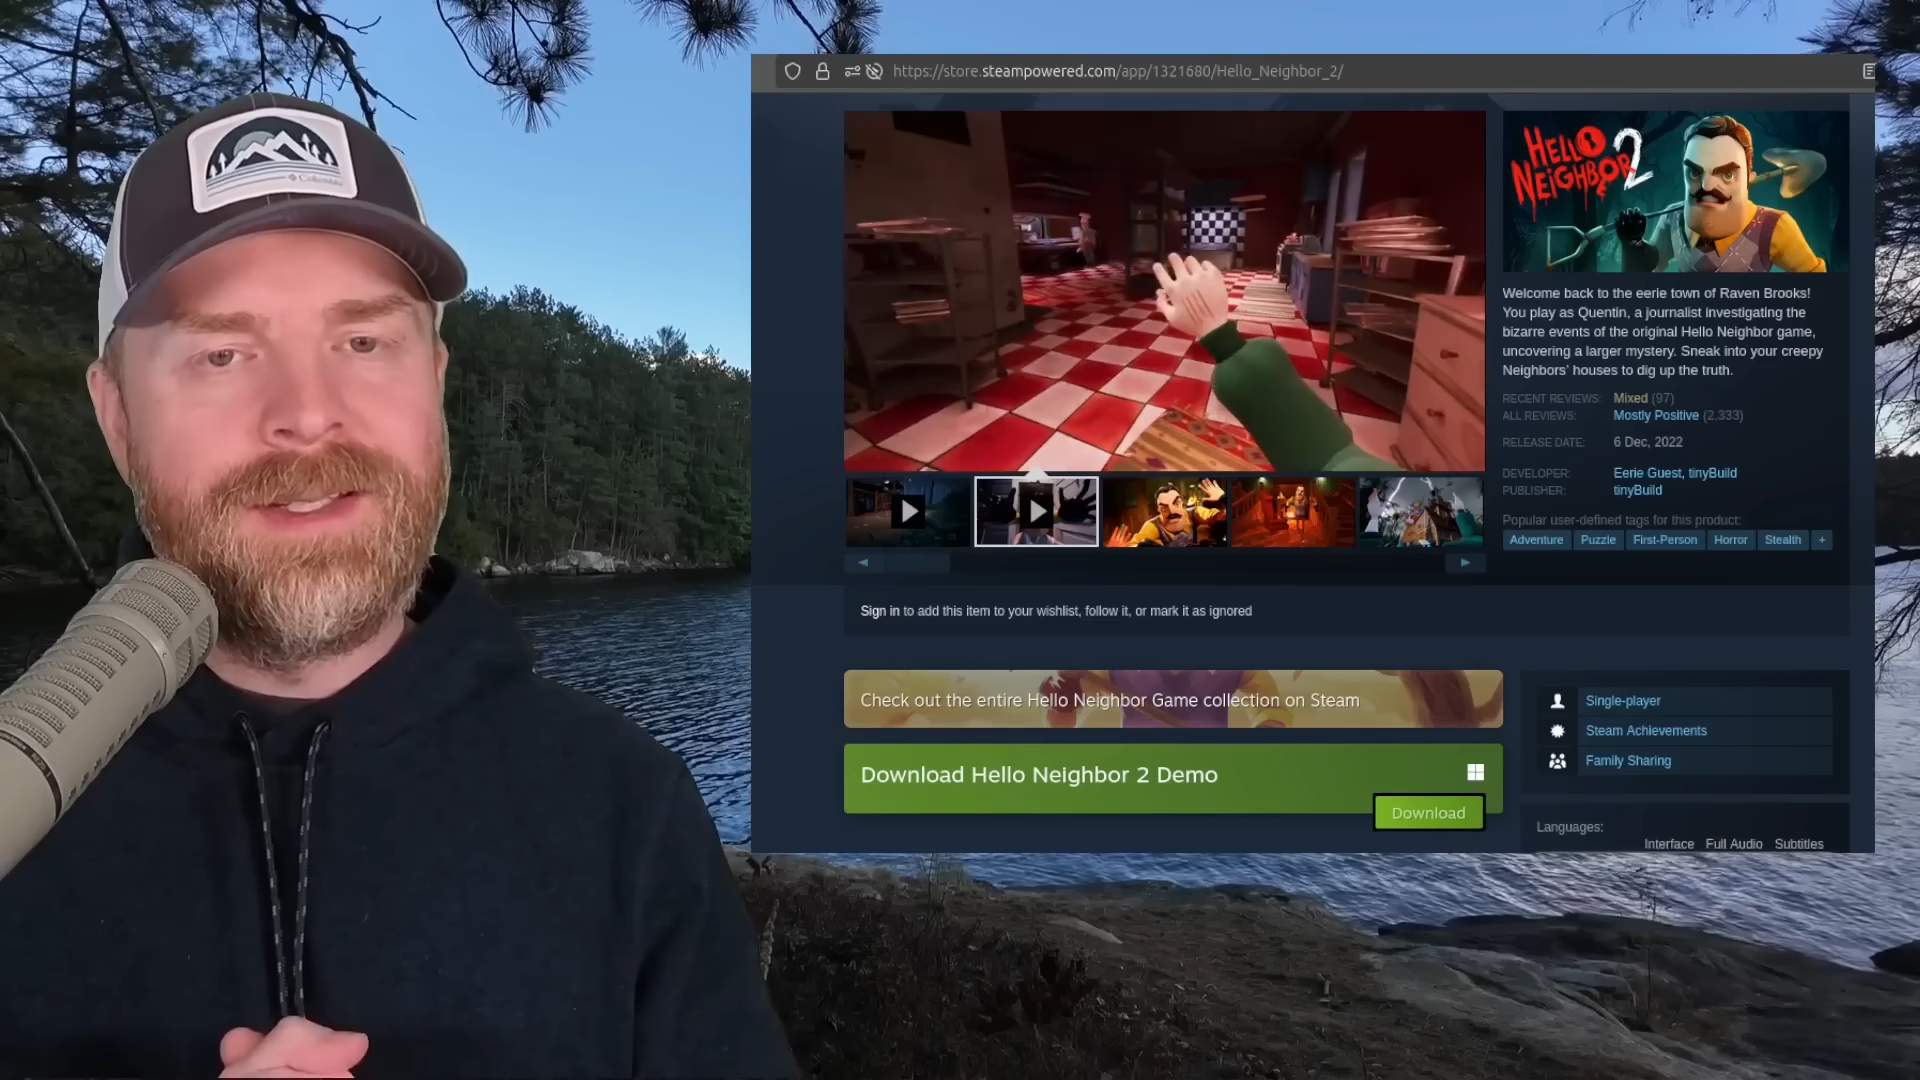 Columbia
https://store.steampowered.com/app/1321680/Hello_Neighbor_2/
HELLO
NEIGHBOR 2
Welcome back to the eerie town of Raven Brooks!
You play as Quentin, a journalist investigating the
bizarre events of the original Hello Neighbor game,
uncovering a larger mystery. Sneak into your creepy
Neighbors' houses to dig up the truth.
RECENT REVIEWS: Mixed (97)
ALL REVIEWS: Mostly Positive (2,333)
RELEASE DATE: 6 Dec, 2022
DEVELOPER: Eerie Guest, tinyBuild
PUBLISHER: tinyBuild
Popular user-defined tags for this product:
Adventure Puzzle First-Person Horror Stealth +
Sign in to add this item to your wishlist, follow it, or mark it as ignored
Check out the entire Hello Neighbor Game collection on Steam
Download Hello Neighbor 2 Demo
Download
Single-player
Steam Achievements
Family Sharing
Languages:
Interface Full Audio Subtitles